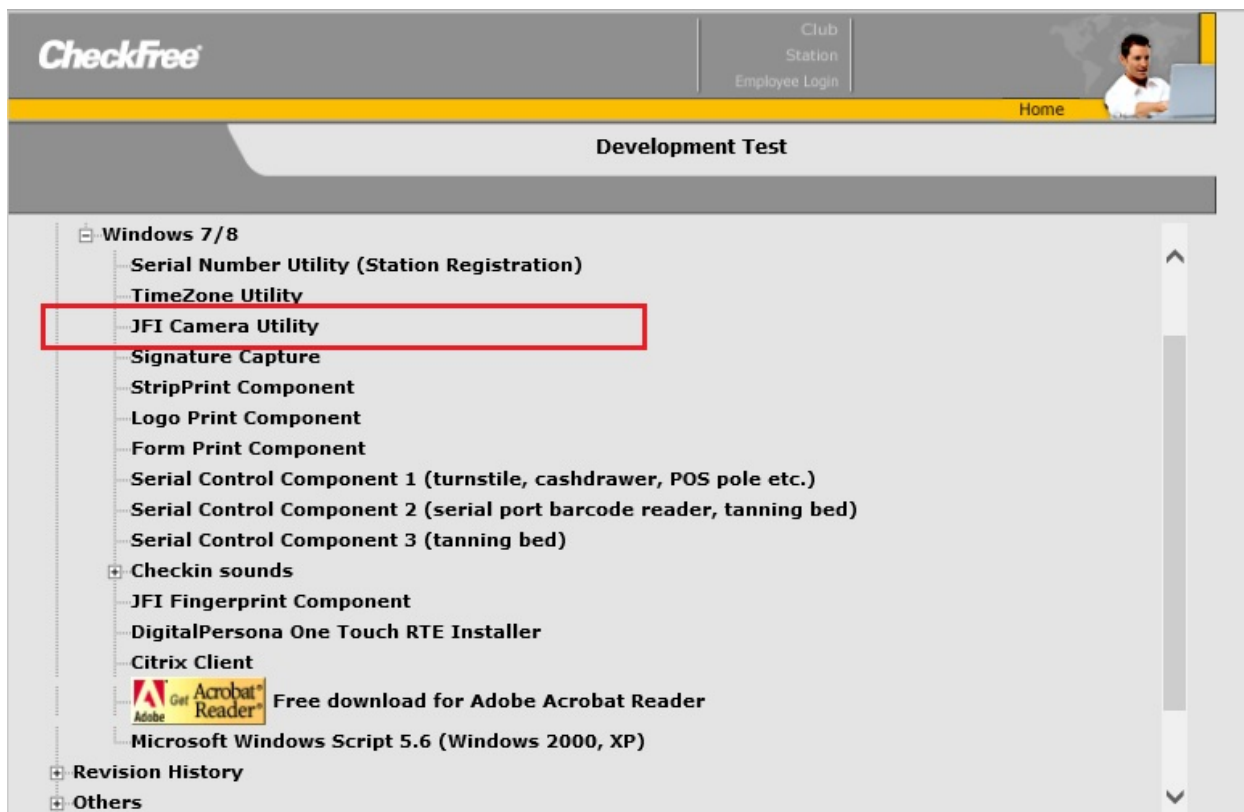 CheckFree
Club
Station
Employee Login
Home
Development Test
Windows 7/8
Serial Number Utility (Station Registration)
TimeZone Utility
JFI Camera Utility
Signature Capture
StripPrint Component
Logo Print Component
Form Print Component
Serial Control Component 1 (turnstile, cashdrawer, POS pole etc.)
Serial Control Component 2 (serial port barcode reader, tanning bed)
Serial Control Component 3 (tanning bed)
Checkin sounds
JFI Fingerprint Component
DigitalPersona One Touch RTE Installer
Citrix Client
Adobe Get Acrobat® Reader® Free download for Adobe Acrobat Reader
Microsoft Windows Script 5.6 (Windows 2000, XP)
Revision History
Others